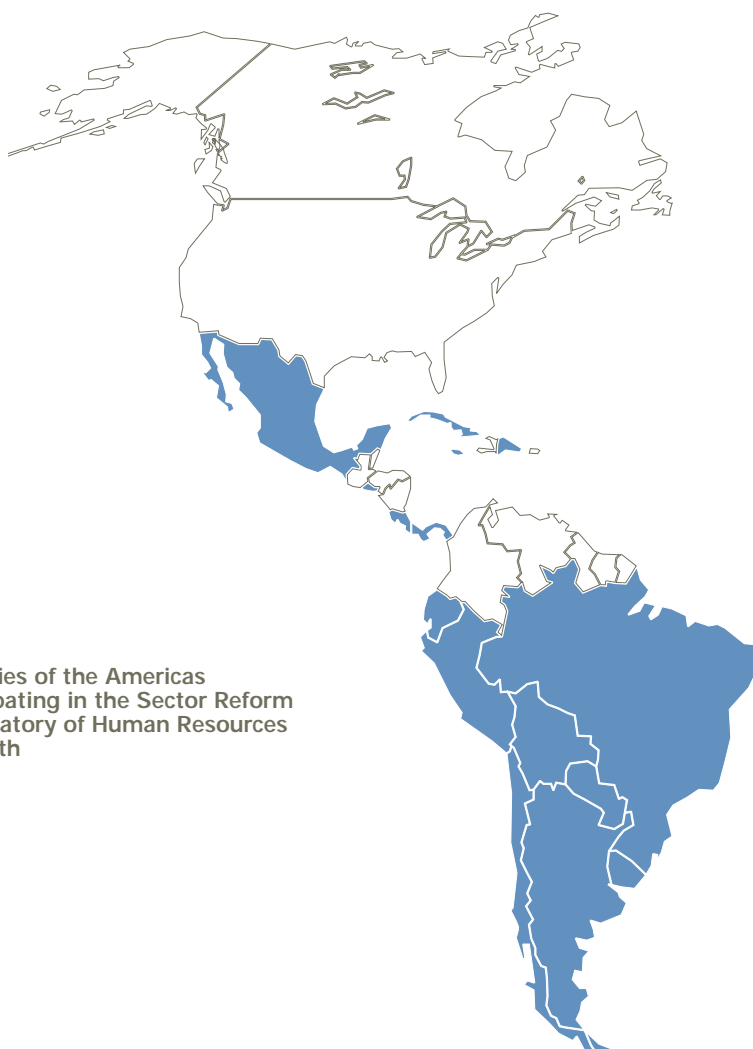 ies of the Americas
pating in the Sector Reform
atory of Human Resources
th